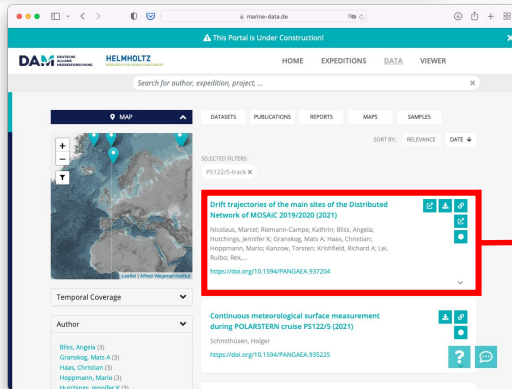 marine-data.de
This Portal is Under Construction!
DAM DEUTSCHE ALLIANZ MEERESFORSCHUNG
HELMHOLTZ
HOME EXPEDITIONS DATA VIEWER
Search for author, expedition, project, ...
MAP
DATASETS PUBLICATIONS REPORTS MAPS SAMPLES
SORT BY: RELEVANCE DATE
SELECTED FILTERS:
PS122/5-track ×
+
−
T
Drift trajectories of the main sites of the Distributed
Network of MOSAiC 2019/2020 (2021)
Nicolaus, Marcel; Riemann-Campe, Kathrin; Bliss, Angela;
Hutchings, Jennifer K; Granskog, Mats A; Haas, Christian;
Hoppmann, Mario; Kanzow, Torsten; Krishfield, Richard A; Lei,
Ruibo; Rex,...
https://doi.org/10.1594/PANGAEA.937204
Leaflet | Alfred-Wegener-Institut
Temporal Coverage
Author
Bliss, Angela (3)
Granskog, Mats A (3)
Haas, Christian (3)
Hoppmann, Mario (3)
Hutchings, Jennifer K (3)
Continuous meteorological surface measurement
during POLARSTERN cruise PS122/5 (2021)
Schmithüsen, Holger
https://doi.org/10.1594/PANGAEA.935225
?